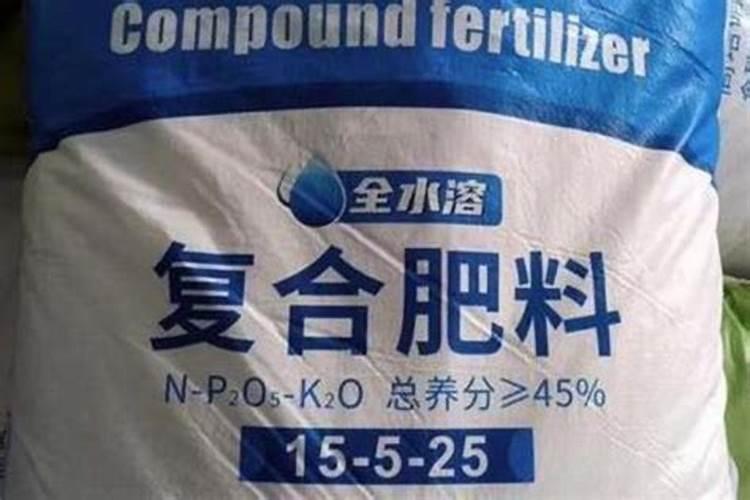 Compound fertilizer
全水溶
复合肥料
N-P₂O₅-K₂O 总养分≥45%
15-5-25